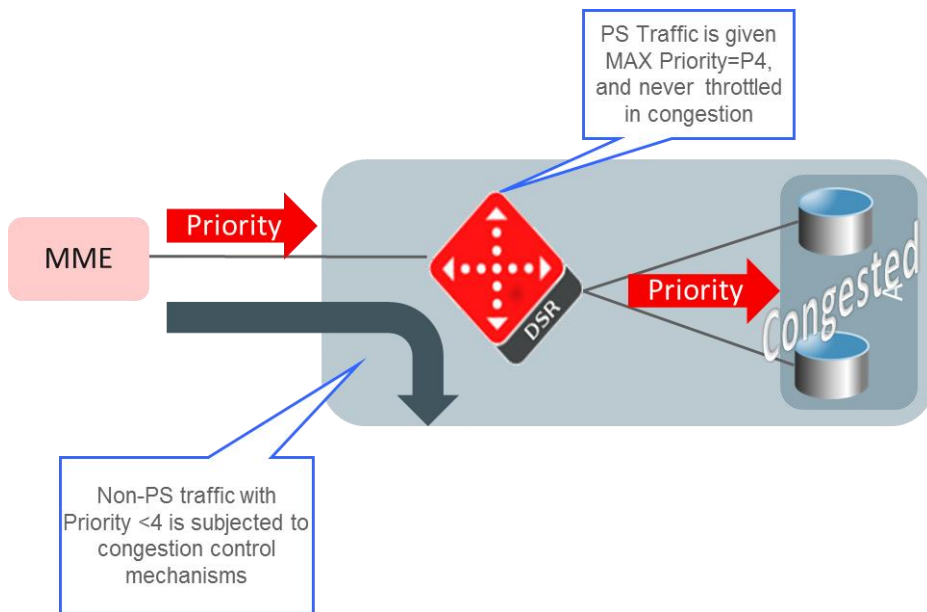 PS Traffic is given
MAX Priority=P4,
and never throttled
in congestion
Priority
MME
DSR
Priority
Congested
A
Non-PS traffic with
Priority <4 is subjected to
congestion control
mechanisms